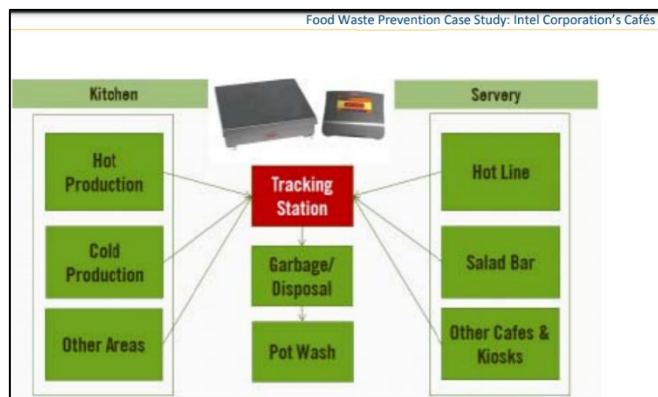 Food Waste Prevention Case Study: Intel Corporation's Cafés
Kitchen
Hot
Production
Cold
Production
Other Areas
Tracking
Station
Garbage/
Disposal
Pot Wash
Servery
Hot Line
Salad Bar
Other Cafes &
Kiosks